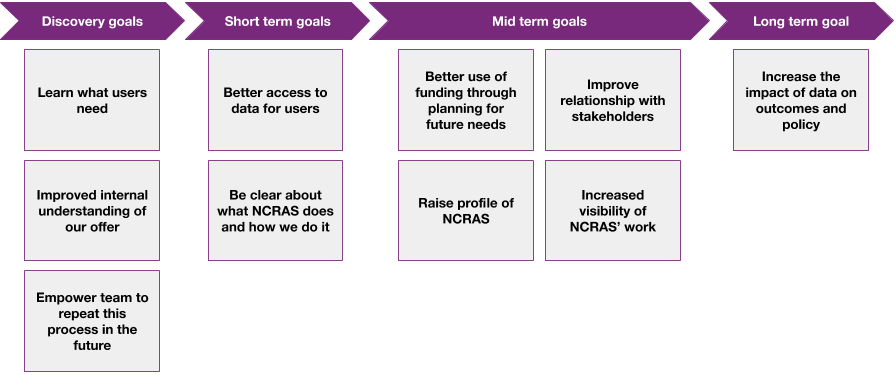 Discovery goals
Short term goals
Mid term goals
Long term goal
Learn what users
need
Better access to
data for users
Better use of
funding through
planning for
future needs
Improve
relationship with
stakeholders
Increase the
impact of data on
outcomes and
policy
Improved internal
understanding of
our offer
Be clear about
what NCRAS does
and how we do it
Raise profile of
NCRAS
Increased
visibility of
NCRAS’ work
Empower team to
repeat this
process in the
future